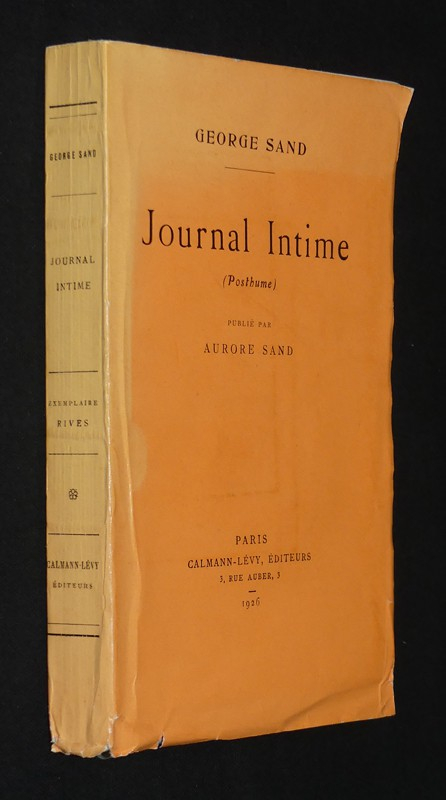 GEORGE SAND
JOURNAL
INTIME
EXEMPLAIRE
RIVES
CALMANN-LÉVY
ÉDITEURS
GEORGE SAND
Journal Intime
(Posthume)
PUBLIÉ PAR
AURORE SAND
PARIS
CALMANN-LÉVY, ÉDITEURS
3, RUE AUBER, 3
1926